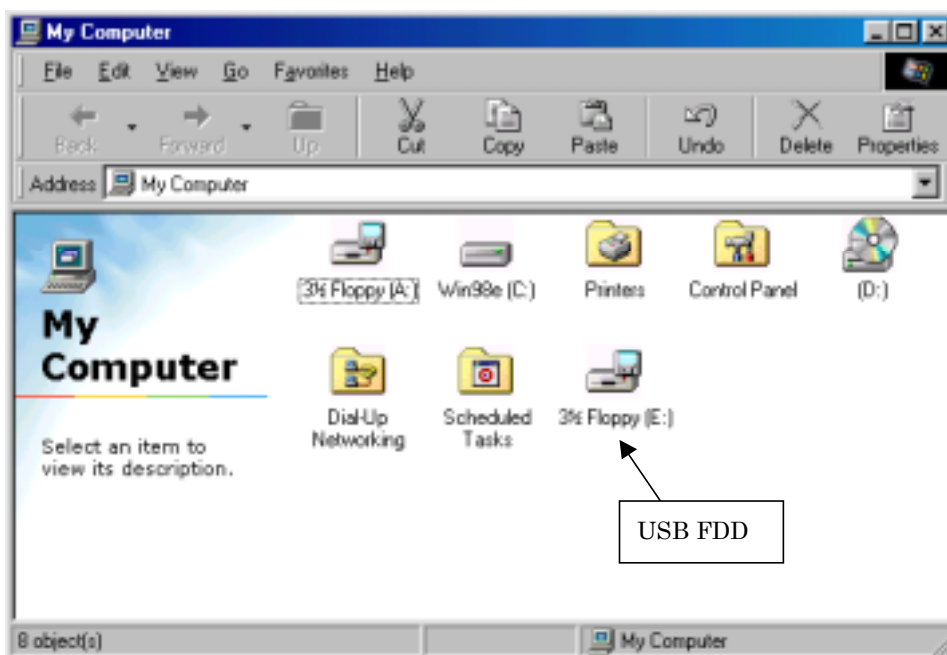 My Computer
File Edit View Go Favorites Help
Back Forward Up Cut Copy Paste Undo Delete Properties
Address My Computer
3½ Floppy (A:) Win98e (C:) Printers Control Panel (D:)
My
Computer
Dial-Up
Networking
Scheduled
Tasks
3½ Floppy (E:)
Select an item to
view its description.
USB FDD
8 object(s) My Computer